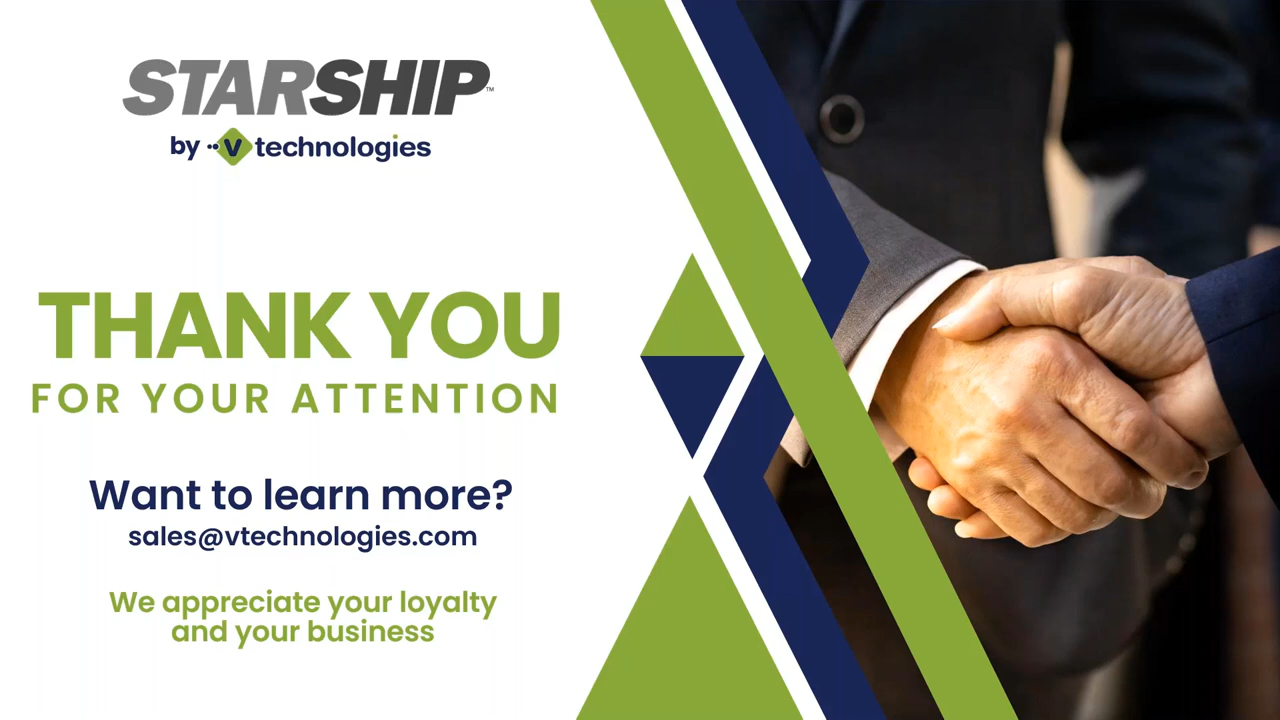 STARSHIP™
by V technologies
THANK YOU
FOR YOUR ATTENTION
Want to learn more?
sales@vtechnologies.com
We appreciate your loyalty
and your business